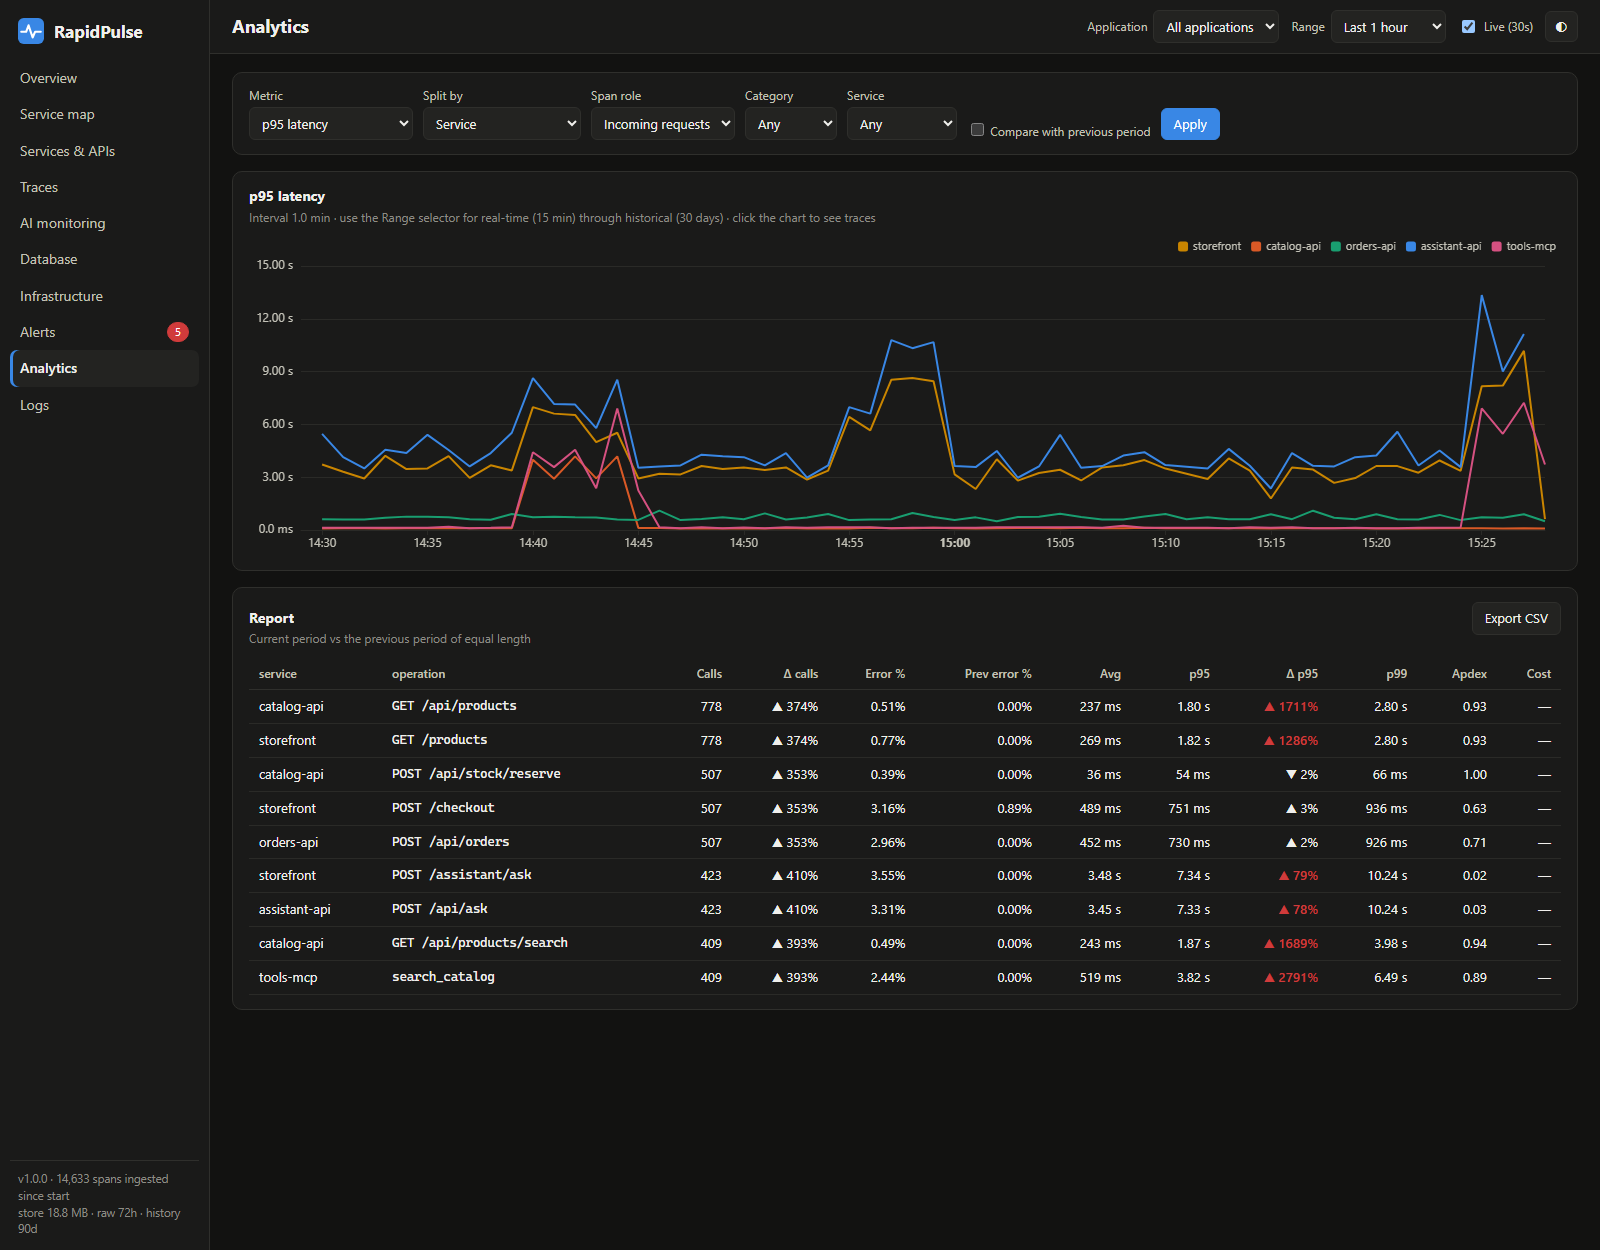 RapidPulse
Overview
Service map
Services & APIs
Traces
AI monitoring
Database
Infrastructure
Alerts 5
Analytics
Logs
v1.0.0 · 14,633 spans ingested
since start
store 18.8 MB · raw 72h · history
90d
Analytics
Application All applications Range Last 1 hour Live (30s)
Metric Split by Span role Category Service
p95 latency Service Incoming requests Any Any Compare with previous period Apply
p95 latency
Interval 1.0 min · use the Range selector for real-time (15 min) through historical (30 days) · click the chart to see traces
storefront catalog-api orders-api assistant-api tools-mcp
15.00 s
12.00 s
9.00 s
6.00 s
3.00 s
0.0 ms
14:30 14:35 14:40 14:45 14:50 14:55 15:00 15:05 15:10 15:15 15:20 15:25
Report
Export CSV
Current period vs the previous period of equal length
service operation Calls Δ calls Error % Prev error % Avg p95 Δ p95 p99 Apdex Cost
catalog-api GET /api/products 778 ▲ 374% 0.51% 0.00% 237 ms 1.80 s ▲ 1711% 2.80 s 0.93 —
storefront GET /products 778 ▲ 374% 0.77% 0.00% 269 ms 1.82 s ▲ 1286% 2.80 s 0.93 —
catalog-api POST /api/stock/reserve 507 ▲ 353% 0.39% 0.00% 36 ms 54 ms ▼ 2% 66 ms 1.00 —
storefront POST /checkout 507 ▲ 353% 3.16% 0.89% 489 ms 751 ms ▲ 3% 936 ms 0.63 —
orders-api POST /api/orders 507 ▲ 353% 2.96% 0.00% 452 ms 730 ms ▲ 2% 926 ms 0.71 —
storefront POST /assistant/ask 423 ▲ 410% 3.55% 0.00% 3.48 s 7.34 s ▲ 79% 10.24 s 0.02 —
assistant-api POST /api/ask 423 ▲ 410% 3.31% 0.00% 3.45 s 7.33 s ▲ 78% 10.24 s 0.03 —
catalog-api GET /api/products/search 409 ▲ 393% 0.49% 0.00% 243 ms 1.87 s ▲ 1689% 3.98 s 0.94 —
tools-mcp search_catalog 409 ▲ 393% 2.44% 0.00% 519 ms 3.82 s ▲ 2791% 6.49 s 0.89 —